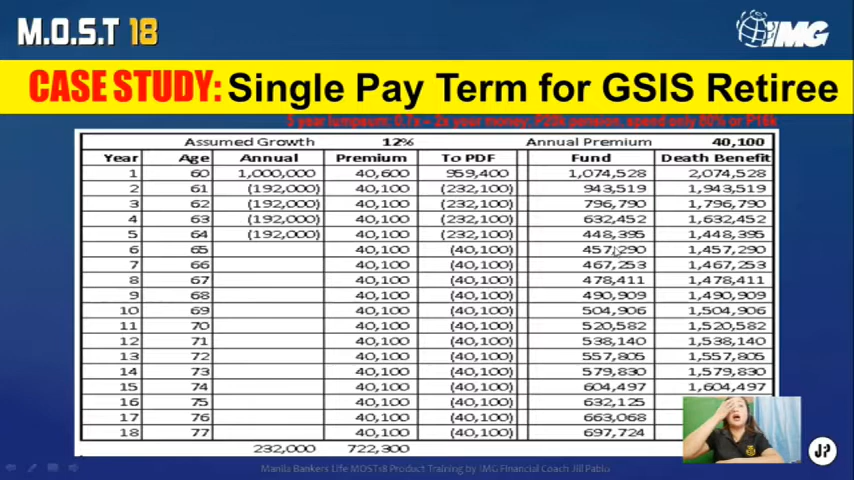 M.O.S.T 18
IMG
CASE STUDY: Single Pay Term for GSIS Retiree
5 year lumpsum: 0.7x – 2x your money; P20k pension, spend only 80% or P16k
Assumed Growth 12% Annual Premium 40,100
Year Age Annual Premium To PDF Fund Death Benefit
1 60 1,000,000 40,600 959,400 1,074,528 2,074,528
2 61 (192,000) 40,100 (232,100) 943,519 1,943,519
3 62 (192,000) 40,100 (232,100) 796,790 1,796,790
4 63 (192,000) 40,100 (232,100) 632,452 1,632,452
5 64 (192,000) 40,100 (232,100) 448,395 1,448,395
6 65 40,100 (40,100) 457,290 1,457,290
7 66 40,100 (40,100) 467,253 1,467,253
8 67 40,100 (40,100) 478,411 1,478,411
9 68 40,100 (40,100) 490,909 1,490,909
10 69 40,100 (40,100) 504,906 1,504,906
11 70 40,100 (40,100) 520,582 1,520,582
12 71 40,100 (40,100) 538,140 1,538,140
13 72 40,100 (40,100) 557,805 1,557,805
14 73 40,100 (40,100) 579,830 1,579,830
15 74 40,100 (40,100) 604,497 1,604,497
16 75 40,100 (40,100) 632,125
17 76 40,100 (40,100) 663,068
18 77 40,100 (40,100) 697,724
232,000 722,300
Manila Bankers Life MOST18 Product Training by IMG Financial Coach Jill Pablo
JP